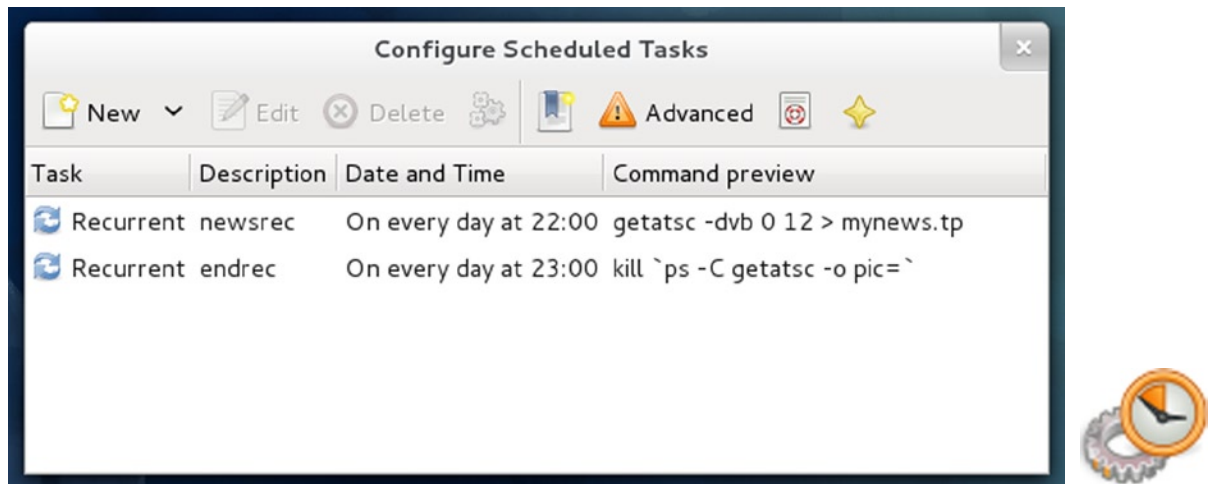 Configure Scheduled Tasks
New Edit Delete Advanced
Task Description Date and Time Command preview
Recurrent newsrec On every day at 22:00 getatsc -dvb 0 12 > mynews.tp
Recurrent endrec On every day at 23:00 kill `ps -C getatsc -o pic=`